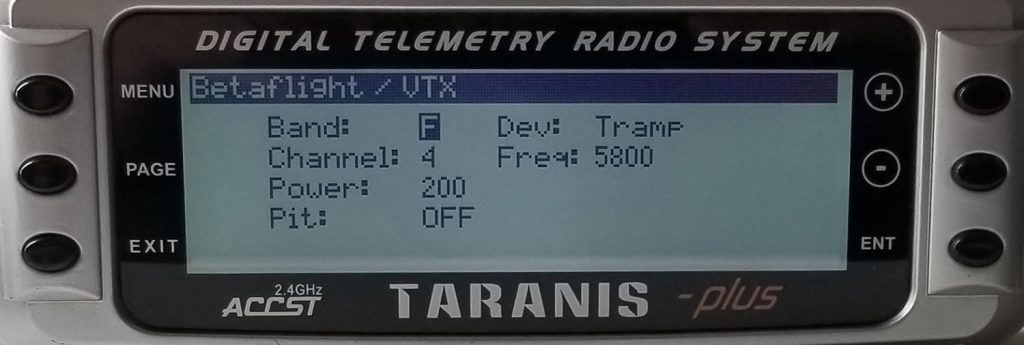 DIGITAL TELEMETRY RADIO SYSTEM
MENU
PAGE
EXIT
Betaflight / VTX
Band: F Dev: Tramp
Channel: 4 Freq: 5800
Power: 200
Pit: OFF
+
-
ENT
2.4GHz
ACCST
TARANIS -plus